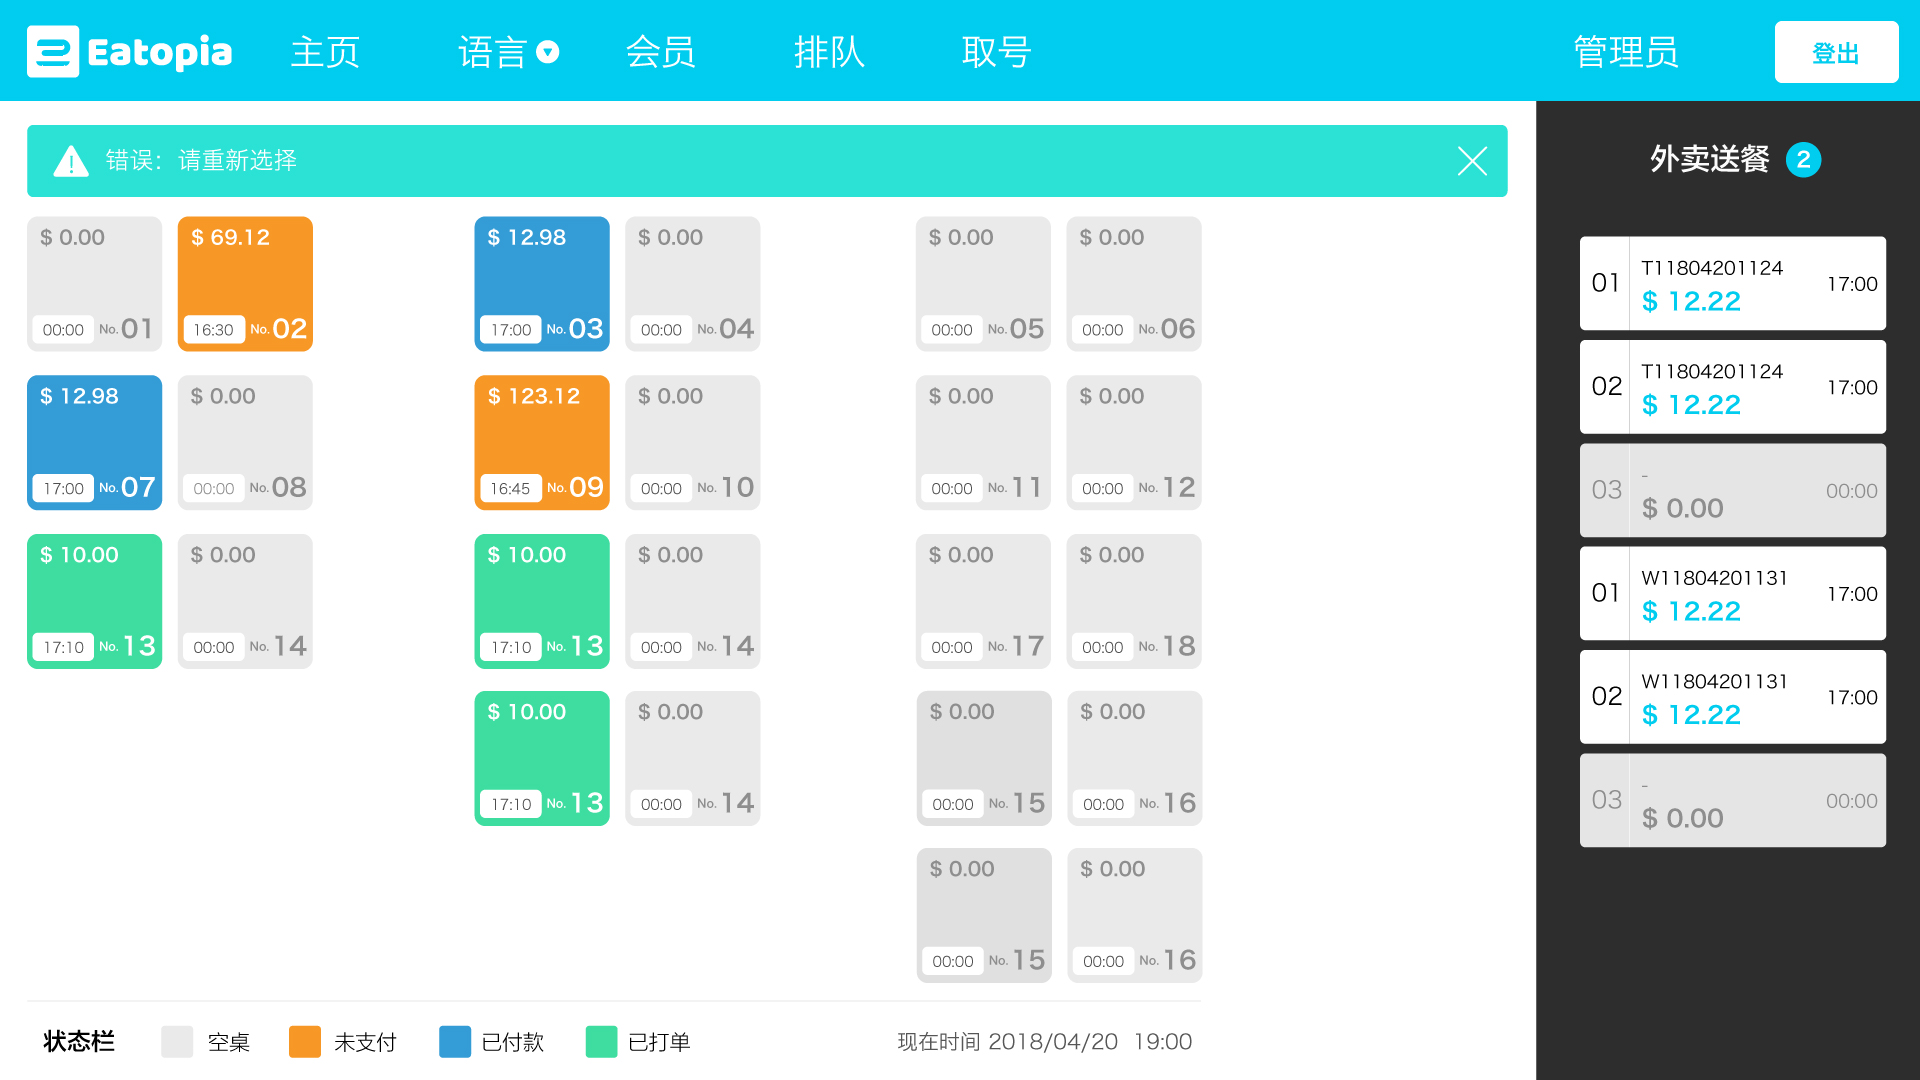 Eatopia 主页 语言 会员 排队 取号 管理员 登出
错误：请重新选择
外卖送餐 2
$ 0.00
00:00 No.01
$ 69.12
16:30 No.02
$ 12.98
17:00 No.03
$ 0.00
00:00 No.04
$ 0.00
00:00 No.05
$ 0.00
00:00 No.06
$ 12.98
17:00 No.07
$ 0.00
00:00 No.08
$ 123.12
16:45 No.09
$ 0.00
00:00 No.10
$ 0.00
00:00 No.11
$ 0.00
00:00 No.12
$ 10.00
17:10 No.13
$ 0.00
00:00 No.14
$ 10.00
17:10 No.13
$ 0.00
00:00 No.14
$ 0.00
00:00 No.17
$ 0.00
00:00 No.18
$ 10.00
17:10 No.13
$ 0.00
00:00 No.14
$ 0.00
00:00 No.15
$ 0.00
00:00 No.16
$ 0.00
00:00 No.15
$ 0.00
00:00 No.16
01 T11804201124 17:00
$ 12.22
02 T11804201124 17:00
$ 12.22
03 - 00:00
$ 0.00
01 W11804201131 17:00
$ 12.22
02 W11804201131 17:00
$ 12.22
03 - 00:00
$ 0.00
状态栏 空桌 未支付 已付款 已打单 现在时间 2018/04/20 19:00